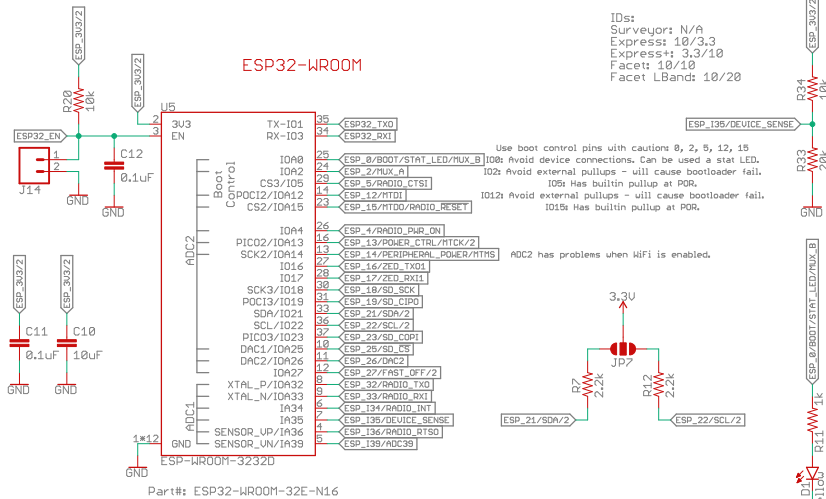 IDs:
Surveyor: N/A
Express: 10/3.3
Express+: 3.3/10
Facet: 10/10
Facet LBand: 10/20
ESP_3V3/2
ESP_3V3/2
ESP_3V3/2
ESP32-WROOM
R20
10k
R34
10k
U5
ESP32_EN
2
3V3
3
EN
1
2
J14
C12
0.1uF
GND
GND
TX-IO1 35 ESP32_TXO
RX-IO3 34 ESP32_RXI
ESP_I35/DEVICE_SENSE
Use boot control pins with caution: 0, 2, 5, 12, 15
Boot
Control
IOA0 25 ESP_0/BOOT/STAT_LED/MUX_B IO0: Avoid device connections. Can be used a stat LED.
IOA2 24 ESP_2/MUX_A IO2: Avoid external pullups - will cause bootloader fail.
CS3/IO5 29 ESP_5/RADIO_CTSI IO5: Has builtin pullup at POR.
POCI2/IOA12 14 ESP_12/MTDI IO12: Avoid external pullups - will cause bootloader fail.
CS2/IOA15 23 ESP_15/MTDO/RADIO_RESET IO15: Has builtin pullup at POR.
R33
GND
ADC2
IOA4 26 ESP_4/RADIO_PWR_ON
PICO2/IOA13 16 ESP_13/POWER_CTRL/MTCK/2
SCK2/IOA14 13 ESP_14/PERIPHERAL_POWER/MTMS ADC2 has problems when WiFi is enabled.
IO16 27 ESP_16/ZED_TXO1
IO17 28 ESP_17/ZED_RXI1
SCK3/IO18 30 ESP_18/SD_SCK
POCI3/IO19 31 ESP_19/SD_CIPO
SDA/IO21 33 ESP_21/SDA/2
SCL/IO22 36 ESP_22/SCL/2
PICO3/IO23 37 ESP_23/SD_COPI
DAC1/IOA25 10 ESP_25/SD_CS
DAC2/IOA26 11 ESP_26/DAC2
IOA27 12 ESP_27/FAST_OFF/2
ADC1
XTAL_P/IOA32 8 ESP_32/RADIO_TXO
XTAL_N/IOA33 9 ESP_33/RADIO_RXI
IA34 6 ESP_I34/RADIO_INT
IA35 7 ESP_I35/DEVICE_SENSE
SENSOR_VP/IA36 4 ESP_I36/RADIO_RTSO
SENSOR_VN/IA39 5 ESP_I39/ADC39
1*12
GND
GND
ESP-WROOM-3232D
Part#: ESP32-WROOM-32E-N16
ESP_3V3/2
ESP_3V3/2
C11
0.1uF
C10
10uF
GND
GND
3.3V
JP7
R7
2.2k
R12
2.2k
ESP_21/SDA/2
ESP_22/SCL/2
ESP_0/BOOT/STAT_LED/MUX_B
1k
R11
D1